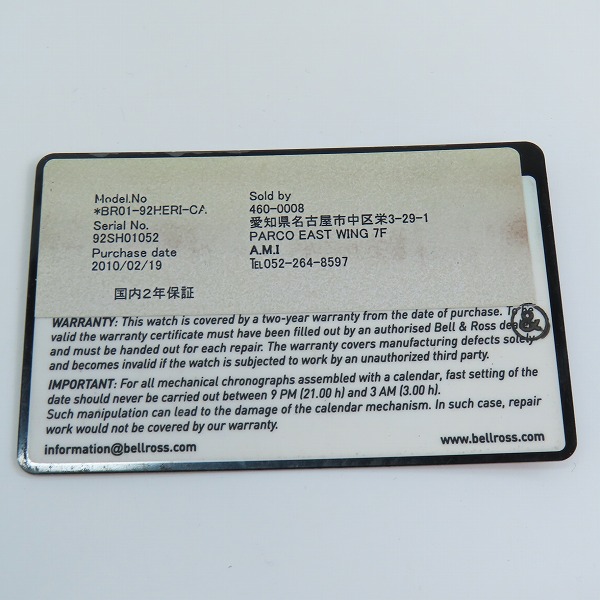 Model.No
*BR01-92HERI-CA
Serial No.
92SH01052
Purchase date
2010/02/19
国内2年保証
Sold by
460-0008
愛知県名古屋市中区栄3-29-1
PARCO EAST WING 7F
A.M.I
TEL052-264-8597
WARRANTY: This watch is covered by a two-year warranty from the date of purchase. To be
valid the warranty certificate must have been filled out by an authorised Bell & Ross dealer
and must be handed out for each repair. The warranty covers manufacturing defects solely
and becomes invalid if the watch is subjected to work by an unauthorized third party.
&
IMPORTANT: For all mechanical chronographs assembled with a calendar, fast setting of the
date should never be carried out between 9 PM (21.00 h) and 3 AM (3.00 h).
Such manipulation can lead to the damage of the calendar mechanism. In such case, repair
work would not be covered by our warranty.
information@bellross.com
www.bellross.com